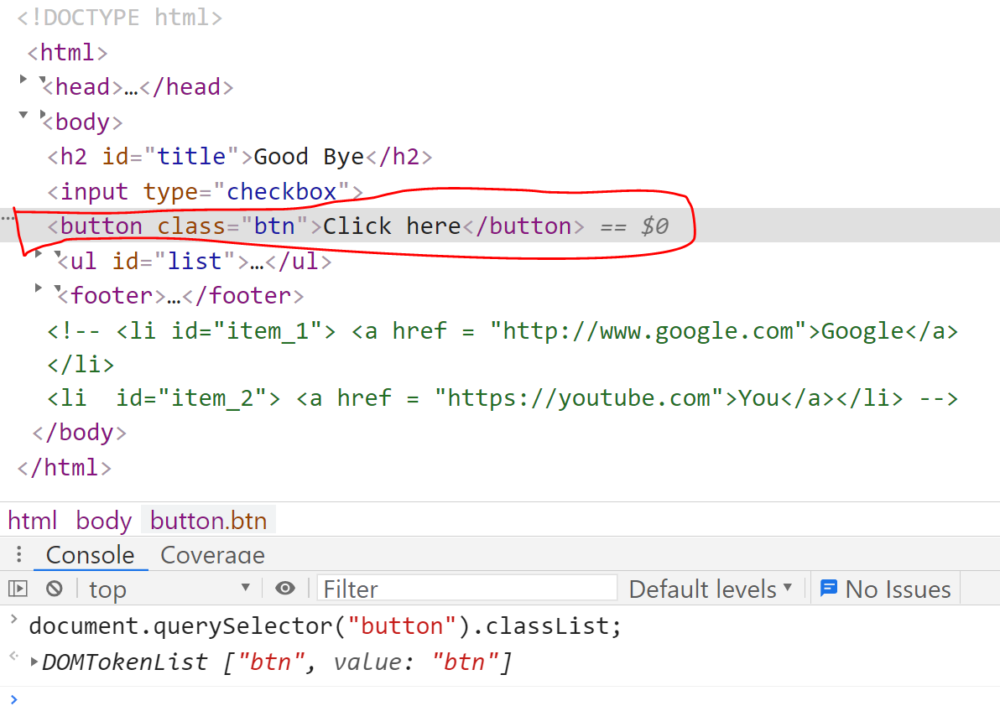 <!DOCTYPE html>
<html>
<head>…</head>
<body>
<h2 id="title">Good Bye</h2>
<input type="checkbox">
<button class="btn">Click here</button> == $0
<ul id="list">…</ul>
<footer>…</footer>
<!-- <li id="item_1"> <a href = "http://www.google.com">Google</a>
</li>
<li  id="item_2"> <a href = "https://youtube.com">You</a></li> -->
</body>
</html>
html body button.btn
Console Coverage
top Filter Default levels No Issues
document.querySelector("button").classList;
DOMTokenList ["btn", value: "btn"]